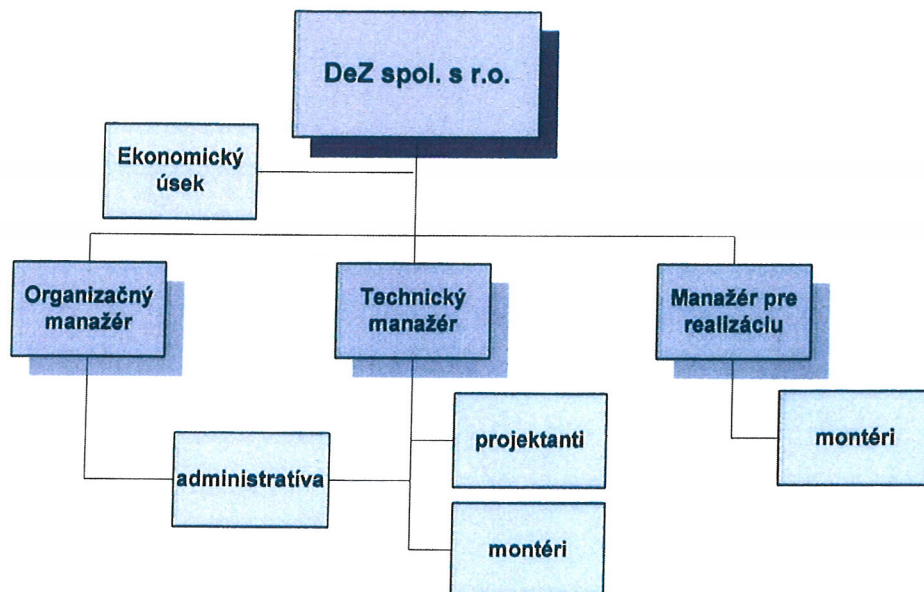 DeZ spol. s r.o.
Ekonomický
úsek
Organizačný
manažér
Technický
manažér
Manažér pre
realizáciu
administratíva
projektanti
montéri
montéri